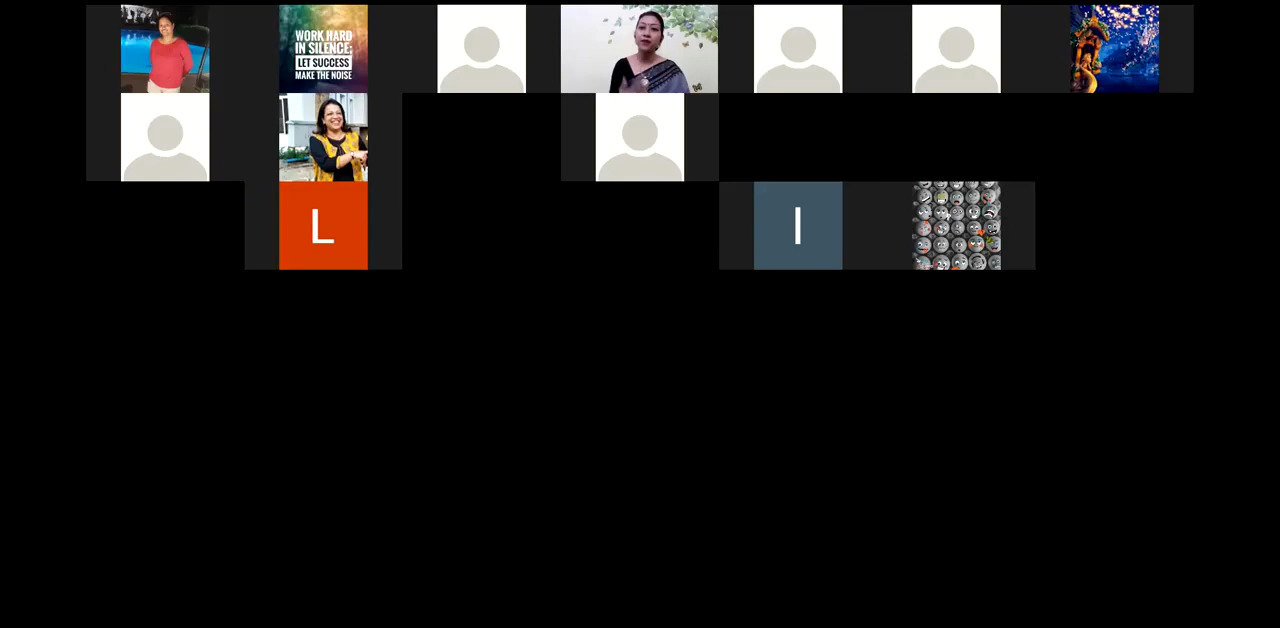 WORK HARD
IN SILENCE;
LET SUCCESS
MAKE THE NOISE
L
I